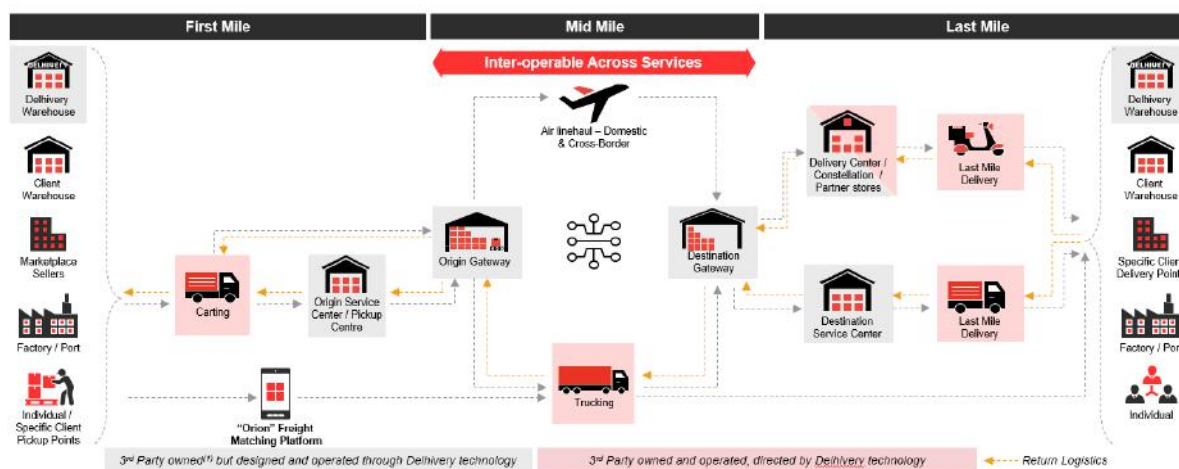 First Mile
Mid Mile
Last Mile
Inter-operable Across Services
DELHIVERY
Delhivery
Warehouse
Client
Warehouse
Marketplace
Sellers
Factory / Port
Individual /
Specific Client
Pickup Points
Carting
Origin Service
Center / Pickup
Centre
"Orion" Freight
Matching Platform
Origin Gateway
Air linehaul – Domestic
& Cross-Border
Trucking
Destination
Gateway
Delivery Center /
Constellation /
Partner stores
Last Mile
Delivery
Destination
Service Center
Last Mile
Delivery
DELHIVERY
Delhivery
Warehouse
Client
Warehouse
Specific Client
Delivery Point
Factory / Port
Individual
3rd Party owned(1) but designed and operated through Delhivery technology
3rd Party owned and operated, directed by Delhivery technology
Return Logistics